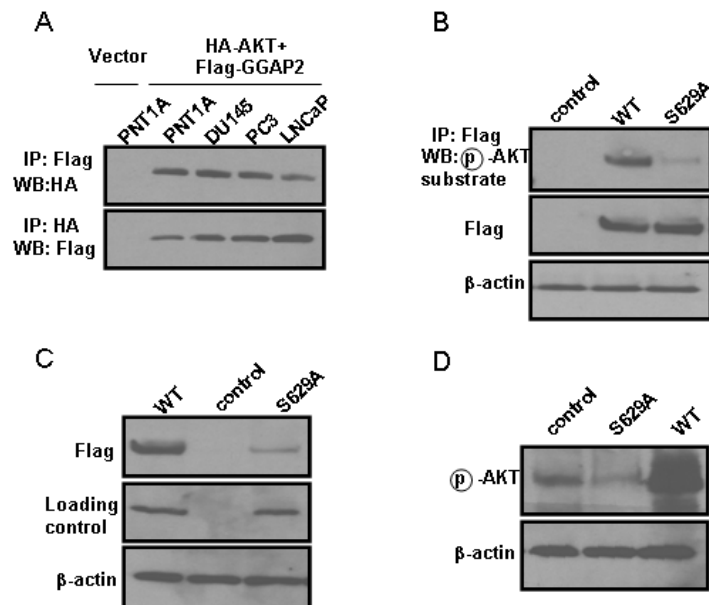 A
Vector
HA-AKT+
Flag-GGAP2
PNT1A
PNT1A
DU145
PC3
LNCaP
IP: Flag
WB:HA
IP: HA
WB: Flag
B
control
WT
S629A
IP: Flag
WB: p -AKT
substrate
Flag
β-actin
C
WT
control
S629A
Flag
Loading
control
β-actin
D
control
S629A
WT
p -AKT
β-actin